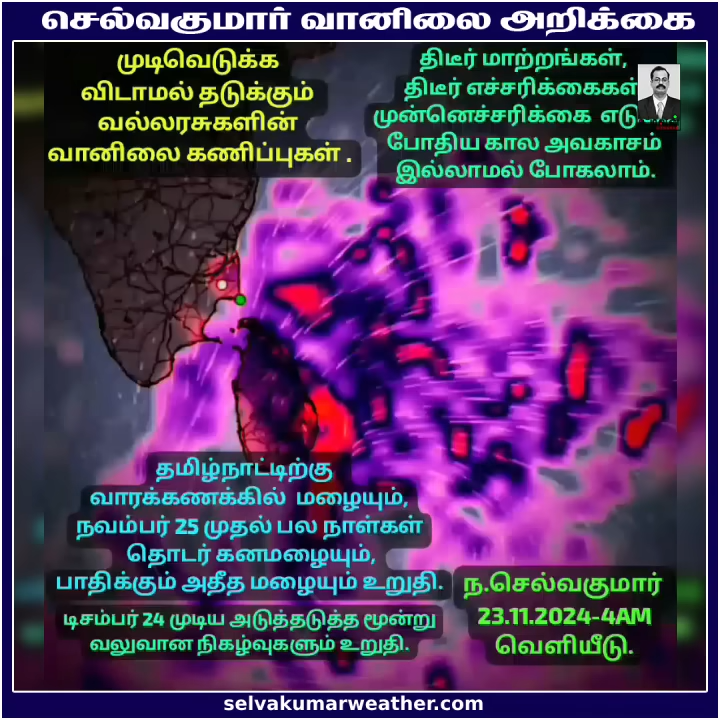 செல்வகுமார் வானிலை அறிக்கை
முடிவெடுக்க
விடாமல் தடுக்கும்
வல்லரசுகளின்
வானிலை கணிப்புகள் .
திடீர் மாற்றங்கள்,
திடீர் எச்சரிக்கைகள்
முன்னெச்சரிக்கை
போதிய கால அவகாசம்
இல்லாமல் போகலாம்.
தமிழ்நாட்டிற்கு
வாரக்கணக்கில் மழையும்,
நவம்பர் 25 முதல் பல நாள்கள்
தொடர் கனமழையும்,
பாதிக்கும் அதீத மழையும் உறுதி.
டிசம்பர் 24 முடிய அடுத்தடுத்த மூன்று
வலுவான நிகழ்வுகளும் உறுதி.
ந.செல்வகுமார்
23.11.2024-4AM
வெளியீடு.
selvakumarweather.com